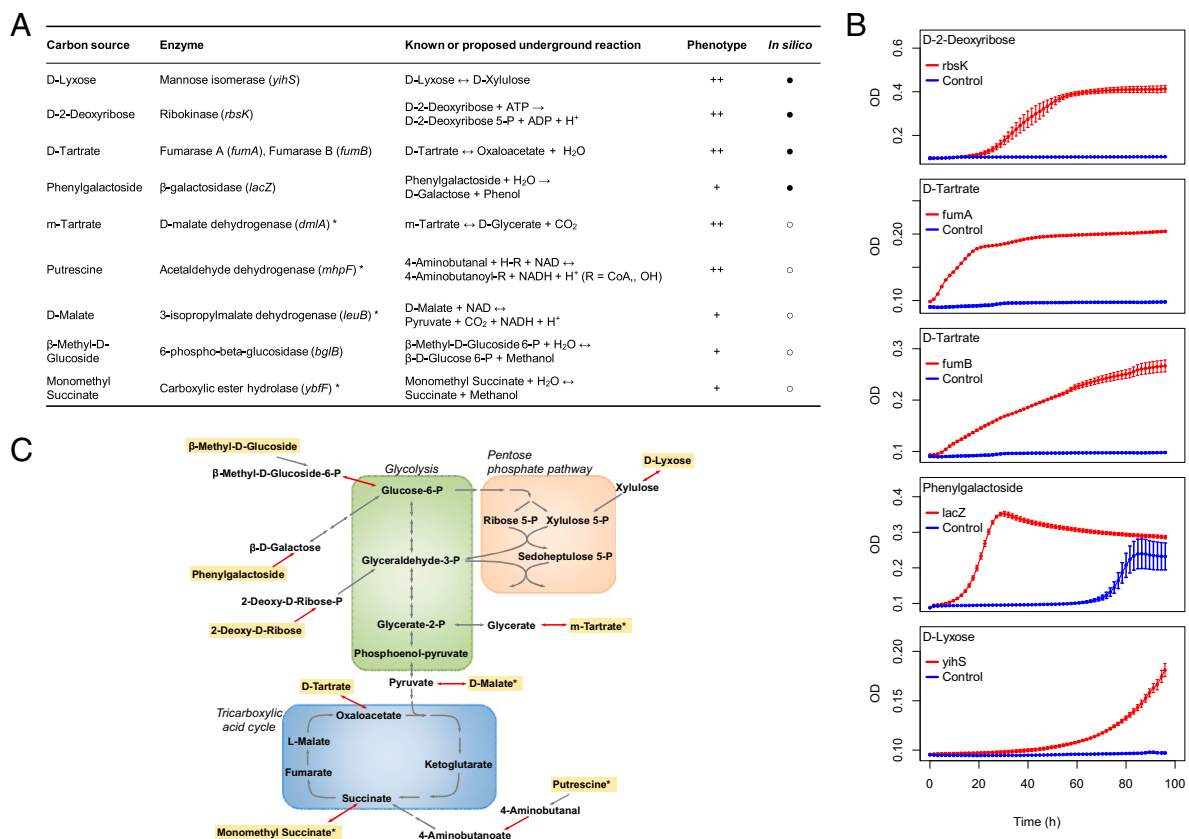 A
Carbon source Enzyme Known or proposed underground reaction Phenotype In silico
D-Lyxose Mannose isomerase (yihS) D-Lyxose ↔ D-Xylulose ++ ●
D-2-Deoxyribose Ribokinase (rbsK) D-2-Deoxyribose + ATP → ++ ●
D-2-Deoxyribose 5-P + ADP + H⁺
D-Tartrate Fumarase A (fumA), Fumarase B (fumB) D-Tartrate ↔ Oxaloacetate + H₂O ++ ●
Phenylgalactoside β-galactosidase (lacZ) Phenylgalactoside + H₂O → + ●
D-Galactose + Phenol
m-Tartrate D-malate dehydrogenase (dmlA) * m-Tartrate ↔ D-Glycerate + CO₂ ++ ○
Putrescine Acetaldehyde dehydrogenase (mhpF) * 4-Aminobutanal + H-R + NAD ↔ ++ ○
4-Aminobutanoyl-R + NADH + H⁺ (R = CoA,, OH)
D-Malate 3-isopropylmalate dehydrogenase (leuB) * D-Malate + NAD ↔ + ○
Pyruvate + CO₂ + NADH + H⁺
β-Methyl-D-Glucoside 6-phospho-beta-glucosidase (bglB) β-Methyl-D-Glucoside 6-P + H₂O ↔ + ○
β-D-Glucose 6-P + Methanol
Monomethyl Succinate Carboxylic ester hydrolase (ybfF) * Monomethyl Succinate + H₂O ↔ + ○
Succinate + Methanol
B
D-2-Deoxyribose
rbsK
Control
OD
0.6
0.4
0.2
D-Tartrate
fumA
Control
OD
0.20
0.10
D-Tartrate
fumB
Control
OD
0.3
0.2
0.1
Phenylgalactoside
lacZ
Control
OD
0.4
0.3
0.2
0.1
D-Lyxose
yihS
Control
OD
0.20
0.15
0.10
0 20 40 60 80 100
Time (h)
C
β-Methyl-D-Glucoside
β-Methyl-D-Glucoside-6-P
Glycolysis
Pentose
phosphate pathway
D-Lyxose
Glucose-6-P
Xylulose
Ribose 5-P Xylulose 5-P
β-D-Galactose
Glyceraldehyde-3-P
Sedoheptulose 5-P
Phenylgalactoside
2-Deoxy-D-Ribose-P
2-Deoxy-D-Ribose
Glycerate-2-P
Glycerate
m-Tartrate*
Phosphoenol-pyruvate
Pyruvate
D-Malate*
D-Tartrate
Tricarboxylic
acid cycle
Oxaloacetate
L-Malate
Ketoglutarate
Fumarate
Putrescine*
Succinate
4-Aminobutanal
Monomethyl Succinate*
4-Aminobutanoate